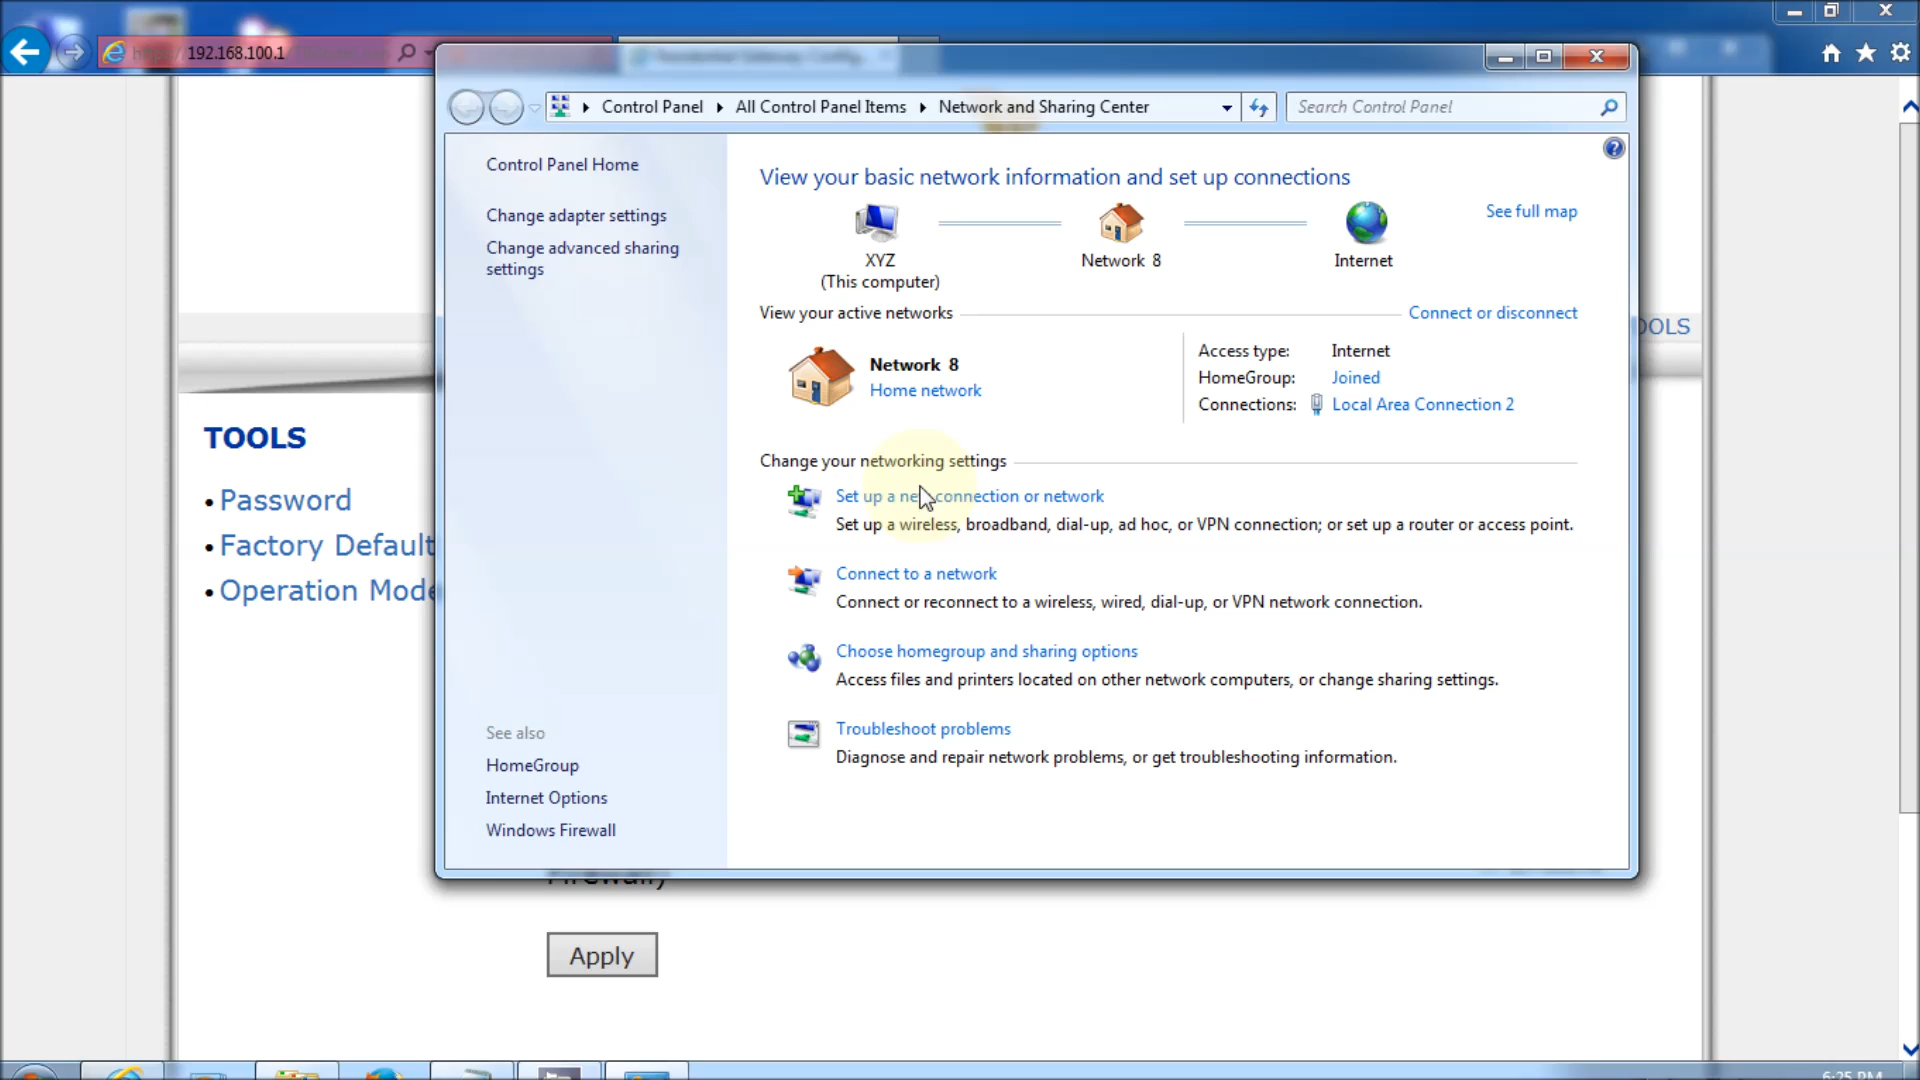 192.168.100.1
Control Panel
All Control Panel Items
Network and Sharing Center
Search Control Panel
Control Panel Home
Change adapter settings
Change advanced sharing
settings
See also
HomeGroup
Internet Options
Windows Firewall
View your basic network information and set up connections
See full map
XYZ
(This computer)
Network 8
Internet
View your active networks
Connect or disconnect
Network 8
Home network
Access type: Internet
HomeGroup: Joined
Connections: Local Area Connection 2
Change your networking settings
Set up a new connection or network
Set up a wireless, broadband, dial-up, ad hoc, or VPN connection; or set up a router or access point.
Connect to a network
Connect or reconnect to a wireless, wired, dial-up, or VPN network connection.
Choose homegroup and sharing options
Access files and printers located on other network computers, or change sharing settings.
Troubleshoot problems
Diagnose and repair network problems, or get troubleshooting information.
OOLS
TOOLS
Password
Factory Default
Operation Mode
Apply
6:25 PM